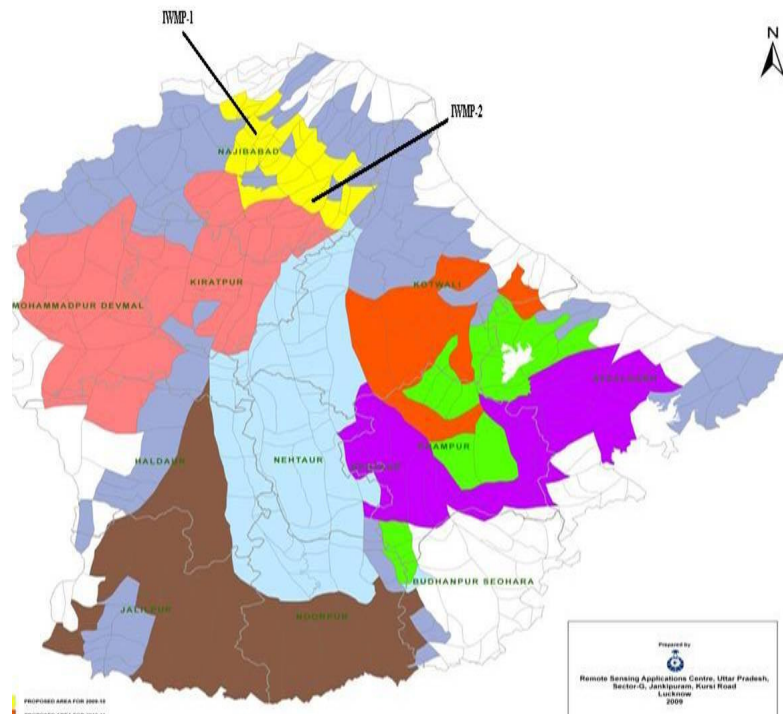 IWMP-1
N
IWMP-2
NAJIBABAD
KOTWALI
KIRATPUR
MOHAMMADPUR DEVMAL
HALDAUR
NEHTAUR
BUDHANPUR SEOHARA
JALILPUR
NOORPUR
Prepared by
Remote Sensing Applications Centre, Uttar Pradesh,
Sector-G, Jankipuram, Kursi Road
Lucknow
2009
PROPOSED AREA FOR 2009-10